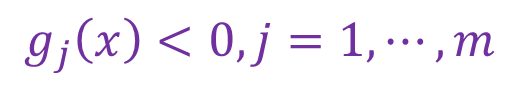 g_j(x) < 0, j = 1, ⋯, m